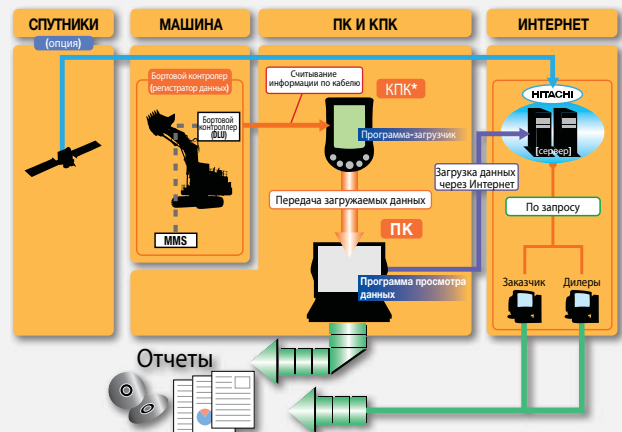 СПУТНИКИ
(опция)
МАШИНА
ПК И КПК
ИНТЕРНЕТ
Бортовой контролер
(регистратор данных)
Бортовой
контроллер
(DLU)
MMS
Считывание
информации по кабелю
КПК*
Программа-загрузчик
Передача загружаемых данных
ПК
Программа просмотра
данных
Загрузка данных
через Интернет
HITACHI
[сервер]
По запросу
Заказчик
Дилеры
Отчеты